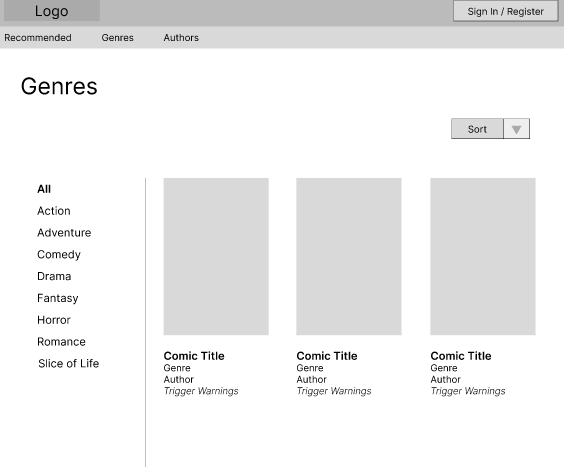 Logo
Sign In / Register
Recommended Genres Authors
Genres
Sort
All
Action
Adventure
Comedy
Drama
Fantasy
Horror
Romance
Slice of Life
Comic Title
Genre
Author
Trigger Warnings
Comic Title
Genre
Author
Trigger Warnings
Comic Title
Genre
Author
Trigger Warnings